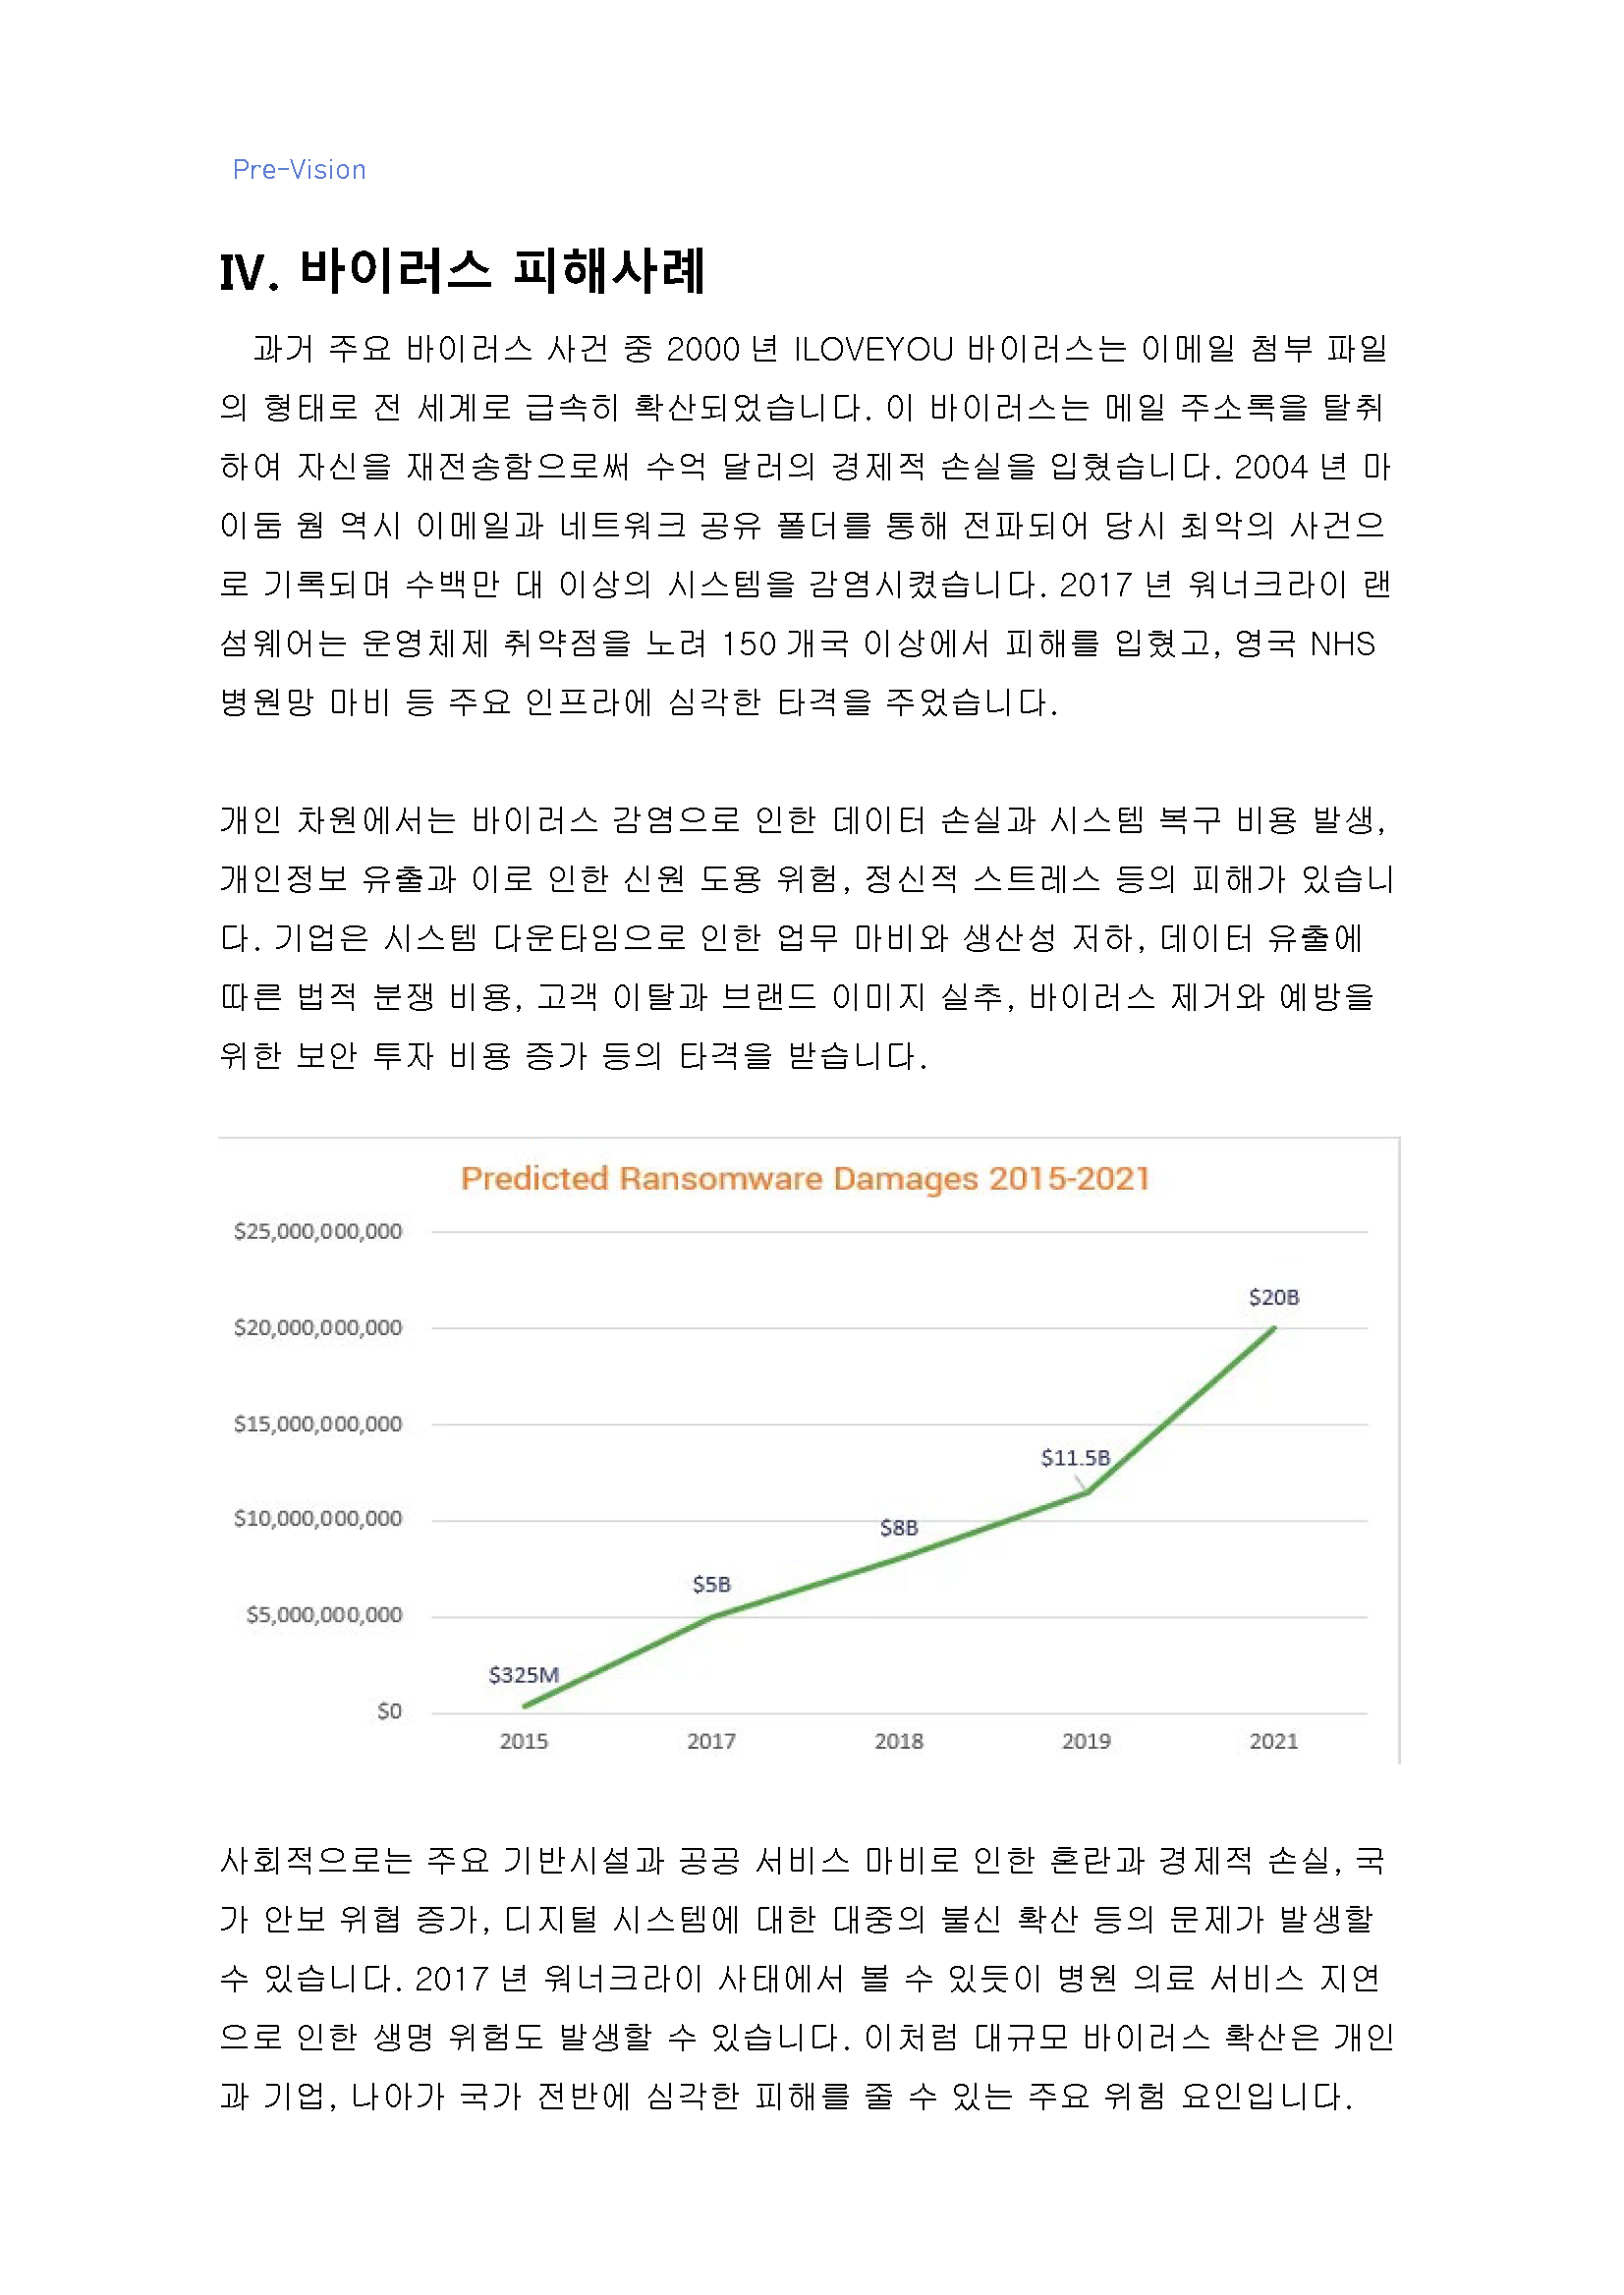 Pre-Vision
IV. 바이러스 피해사례
과거 주요 바이러스 사건 중 2000년 ILOVEYOU 바이러스는 이메일 첨부 파일
의 형태로 전 세계로 급속히 확산되었습니다. 이 바이러스는 메일 주소록을 탈취
하여 자신을 재전송함으로써 수억 달러의 경제적 손실을 입혔습니다. 2004년 마
이둠 웜 역시 이메일과 네트워크 공유 폴더를 통해 전파되어 당시 최악의 사건으
로 기록되며 수백만 대 이상의 시스템을 감염시켰습니다. 2017년 워너크라이 랜
섬웨어는 운영체제 취약점을 노려 150개국 이상에서 피해를 입혔고, 영국 NHS
병원망 마비 등 주요 인프라에 심각한 타격을 주었습니다.
개인 차원에서는 바이러스 감염으로 인한 데이터 손실과 시스템 복구 비용 발생,
개인정보 유출과 이로 인한 신원 도용 위험, 정신적 스트레스 등의 피해가 있습니
다. 기업은 시스템 다운타임으로 인한 업무 마비와 생산성 저하, 데이터 유출에
따른 법적 분쟁 비용, 고객 이탈과 브랜드 이미지 실추, 바이러스 제거와 예방을
위한 보안 투자 비용 증가 등의 타격을 받습니다.
Predicted Ransomware Damages 2015-2021
$25,000,000,000
$20B
$20,000,000,000
$15,000,000,000
$11.5B
$10,000,000,000
$8B
$5B
$5,000,000,000
$325M
$0
2015 2017 2018 2019 2021
사회적으로는 주요 기반시설과 공공 서비스 마비로 인한 혼란과 경제적 손실, 국
가 안보 위협 증가, 디지털 시스템에 대한 대중의 불신 확산 등의 문제가 발생할
수 있습니다. 2017년 워너크라이 사태에서 볼 수 있듯이 병원 의료 서비스 지연
으로 인한 생명 위험도 발생할 수 있습니다. 이처럼 대규모 바이러스 확산은 개인
과 기업, 나아가 국가 전반에 심각한 피해를 줄 수 있는 주요 위험 요인입니다.